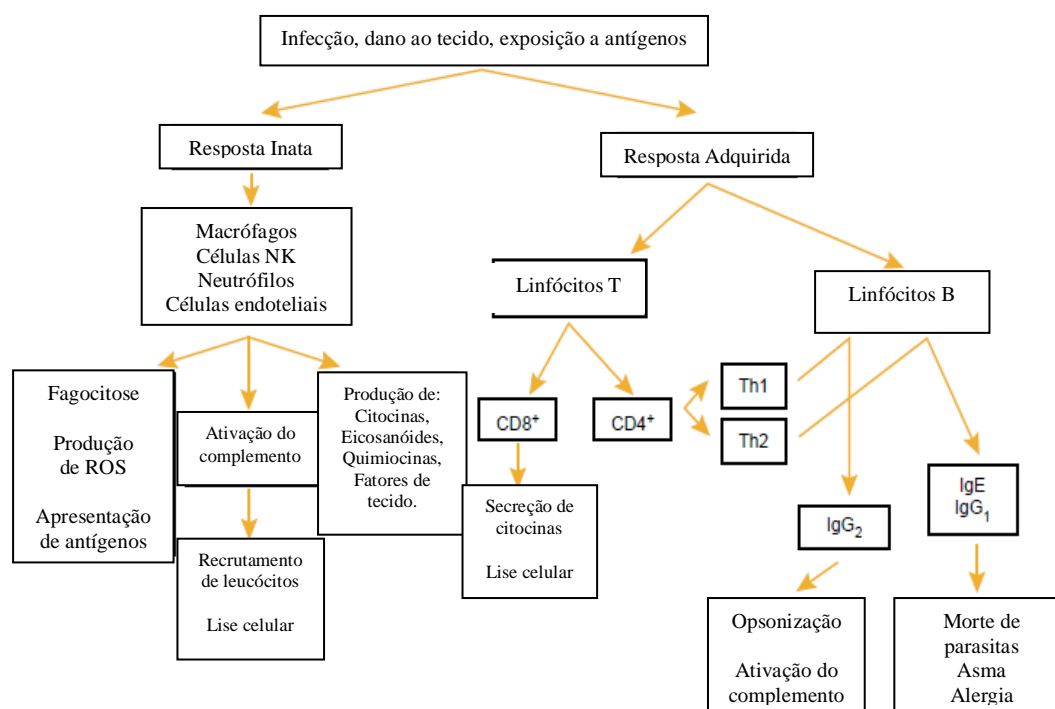 Infecção, dano ao tecido, exposição a antígenos
Resposta Inata
Resposta Adquirida
Macrófagos
Células NK
Neutrófilos
Células endoteliais
Linfócitos T
Linfócitos B
Fagocitose
Produção
de ROS
Apresentação
de antígenos
Ativação do
complemento
Produção de:
Citocinas,
Eicosanóides,
Quimiocinas,
Fatores de
tecido.
CD8⁺
CD4⁺
Th1
Th2
Recrutamento
de leucócitos
Lise celular
Secreção de
citocinas
Lise celular
IgG₂
IgE
IgG₁
Opsonização
Ativação do
complemento
Morte de
parasitas
Asma
Alergia